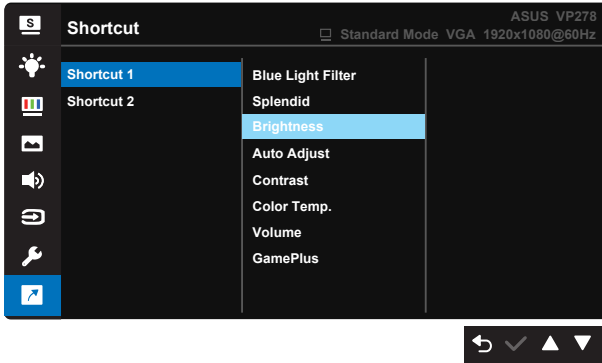 S
Shortcut
ASUS VP278
Standard Mode VGA 1920x1080@60Hz
Shortcut 1
Shortcut 2
Blue Light Filter
Splendid
Brightness
Auto Adjust
Contrast
Color Temp.
Volume
GamePlus